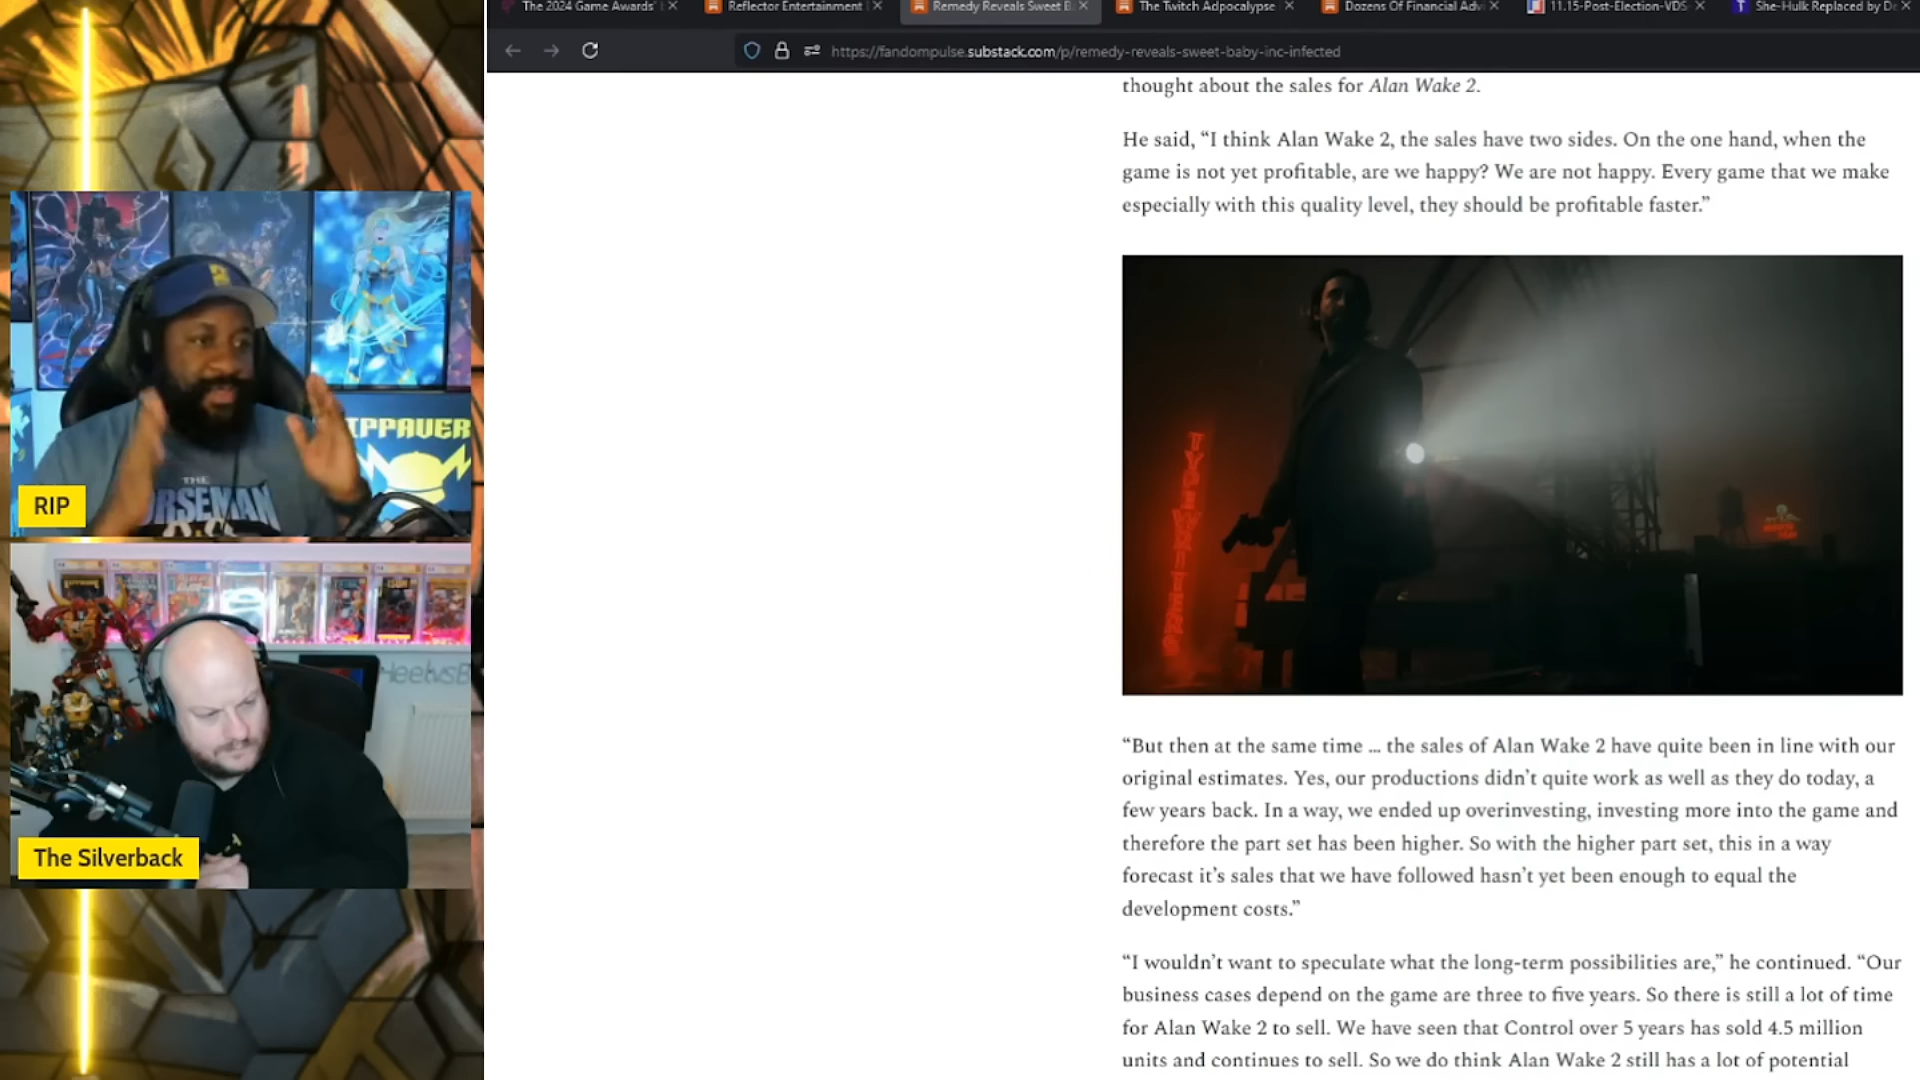 The 2024 Game Awards'
Reflector Entertainment
Remedy Reveals Sweet B
The Twitch Adpocalypse
Dozens Of Financial Adv
11.15-Post-Election-VDS
She-Hulk Replaced by D
https://fandompulse.substack.com/p/remedy-reveals-sweet-baby-inc-infected
thought about the sales for Alan Wake 2.
He said, “I think Alan Wake 2, the sales have two sides. On the one hand, when the
game is not yet profitable, are we happy? We are not happy. Every game that we make
especially with this quality level, they should be profitable faster.”
TYPEWRITERS
“But then at the same time ... the sales of Alan Wake 2 have quite been in line with our
original estimates. Yes, our productions didn’t quite work as well as they do today, a
few years back. In a way, we ended up overinvesting, investing more into the game and
therefore the part set has been higher. So with the higher part set, this in a way
forecast it’s sales that we have followed hasn’t yet been enough to equal the
development costs.”
“I wouldn’t want to speculate what the long-term possibilities are,” he continued. “Our
business cases depend on the game are three to five years. So there is still a lot of time
for Alan Wake 2 to sell. We have seen that Control over 5 years has sold 4.5 million
units and continues to sell. So we do think Alan Wake 2 still has a lot of potential
IPPAVER
THE
ORSEMAN
RIP
HeelvsB
The Silverback